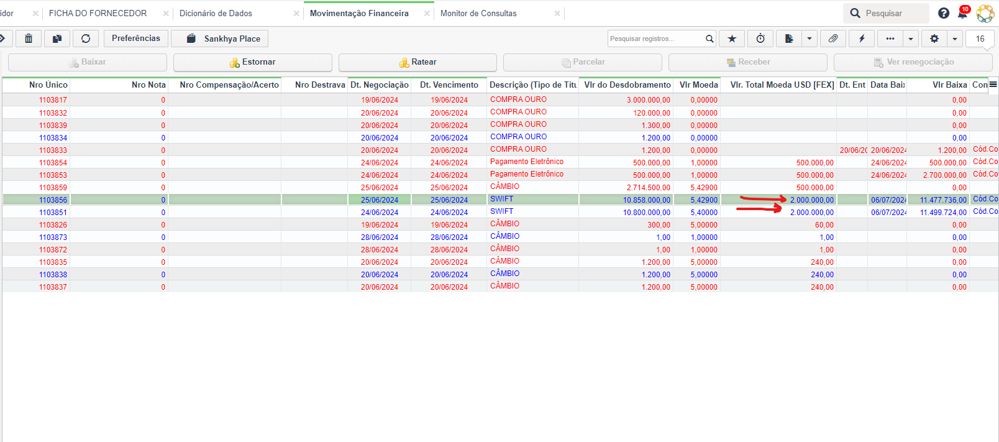 idor × FICHA DO FORNECEDOR × Dicionário de Dados × Movimentação Financeira × Monitor de Consultas × Pesquisar 10
Preferências Sankhya Place Pesquisar registros... 16
Baixar Estornar Ratear Parcelar Receber Ver renegociação
Nro Único Nro Nota Nro Compensação/Acerto Nro Destrava Dt. Negociação Dt. Vencimento Descrição (Tipo de Títu Vlr do Desdobramento Vlr Moeda Vlr. Total Moeda USD [FEX] Dt. Ent Data Baix Vlr Baixa Con
1103817 0 19/06/2024 19/06/2024 COMPRA OURO 3.000.000,00 0,00000 0,00
1103832 0 20/06/2024 20/06/2024 COMPRA OURO 120.000,00 0,00000 0,00
1103839 0 20/06/2024 20/06/2024 COMPRA OURO 1.300,00 0,00000 0,00
1103834 0 20/06/2024 20/06/2024 COMPRA OURO 1.200,00 0,00000 0,00
1103833 0 20/06/2024 20/06/2024 COMPRA OURO 1.200,00 0,00000 20/06/20 20/06/2024 1.200,00 Cód.Co
1103854 0 24/06/2024 24/06/2024 Pagamento Eletrônico 500.000,00 1,00000 500.000,00 24/06/2024 500.000,00 Cód.Co
1103853 0 24/06/2024 24/06/2024 Pagamento Eletrônico 500.000,00 1,00000 500.000,00 24/06/2024 2.700.000,00 Cód.Co
1103859 0 25/06/2024 25/06/2024 CÂMBIO 2.714.500,00 5,42900 500.000,00 0,00
1103856 0 25/06/2024 25/06/2024 SWIFT 10.858.000,00 5,42900 2.000.000,00 06/07/2024 11.477.736,00 Cód.Co
1103851 0 24/06/2024 24/06/2024 SWIFT 10.800.000,00 5,40000 2.000.000,00 06/07/2024 11.499.724,00 Cód.Co
1103826 0 19/06/2024 19/06/2024 CÂMBIO 300,00 5,00000 60,00 0,00
1103873 0 28/06/2024 28/06/2024 CÂMBIO 1,00 1,00000 1,00 0,00
1103872 0 28/06/2024 28/06/2024 CÂMBIO 1,00 1,00000 1,00 0,00
1103835 0 20/06/2024 20/06/2024 CÂMBIO 1.200,00 5,00000 240,00 0,00
1103838 0 20/06/2024 20/06/2024 CÂMBIO 1.200,00 5,00000 240,00 0,00
1103837 0 20/06/2024 20/06/2024 CÂMBIO 1.200,00 5,00000 240,00 0,00